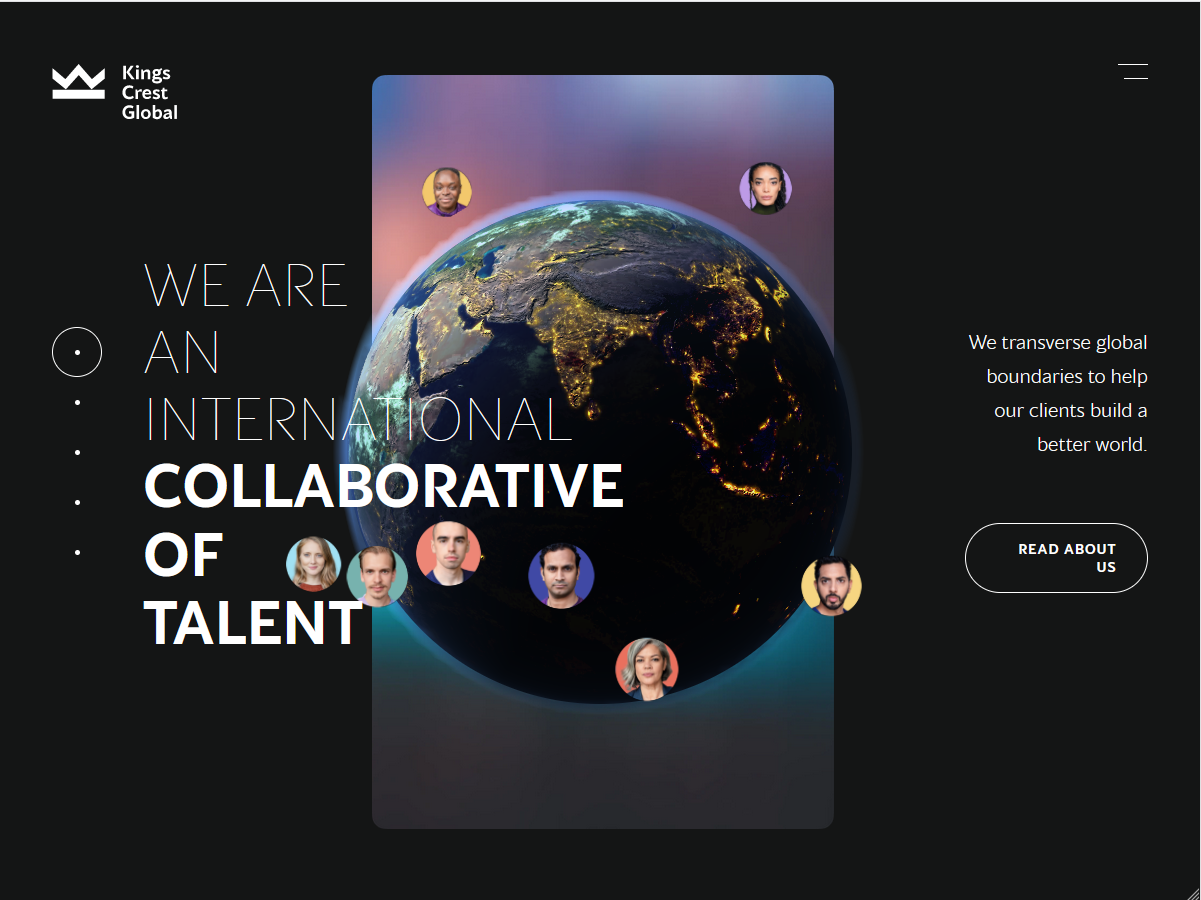 Kings
Crest
Global
WE ARE
AN
INTERNATIONAL
COLLABORATIVE
OF
TALENT
We transverse global
boundaries to help
our clients build a
better world.
READ ABOUT
US